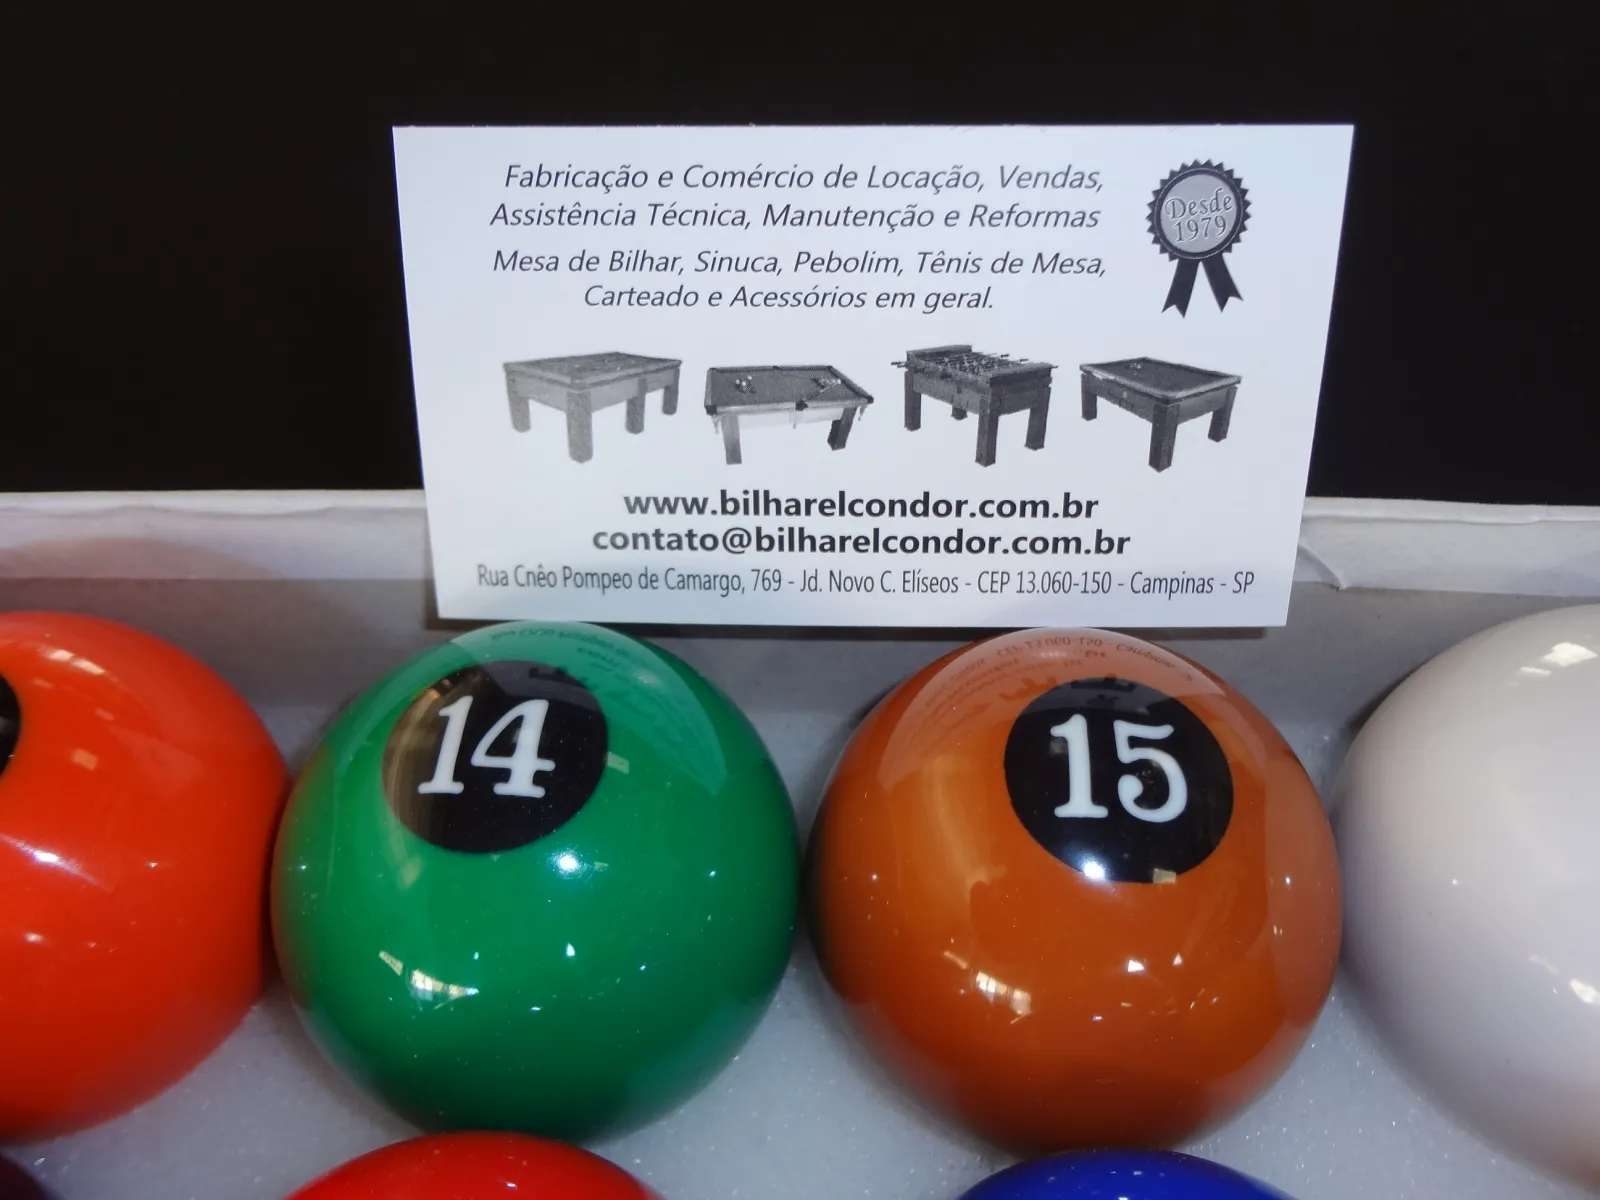 Fabricação e Comércio de Locação, Vendas,
Assistência Técnica, Manutenção e Reformas
Mesa de Bilhar, Sinuca, Pebolim, Tênis de Mesa,
Carteado e Acessórios em geral.
Desde
1979
www.bilharelcondor.com.br
contato@bilharelcondor.com.br
Rua Cnêo Pompeo de Camargo, 769 - Jd. Novo C. Elíseos - CEP 13.060-150 - Campinas - SP
14
15